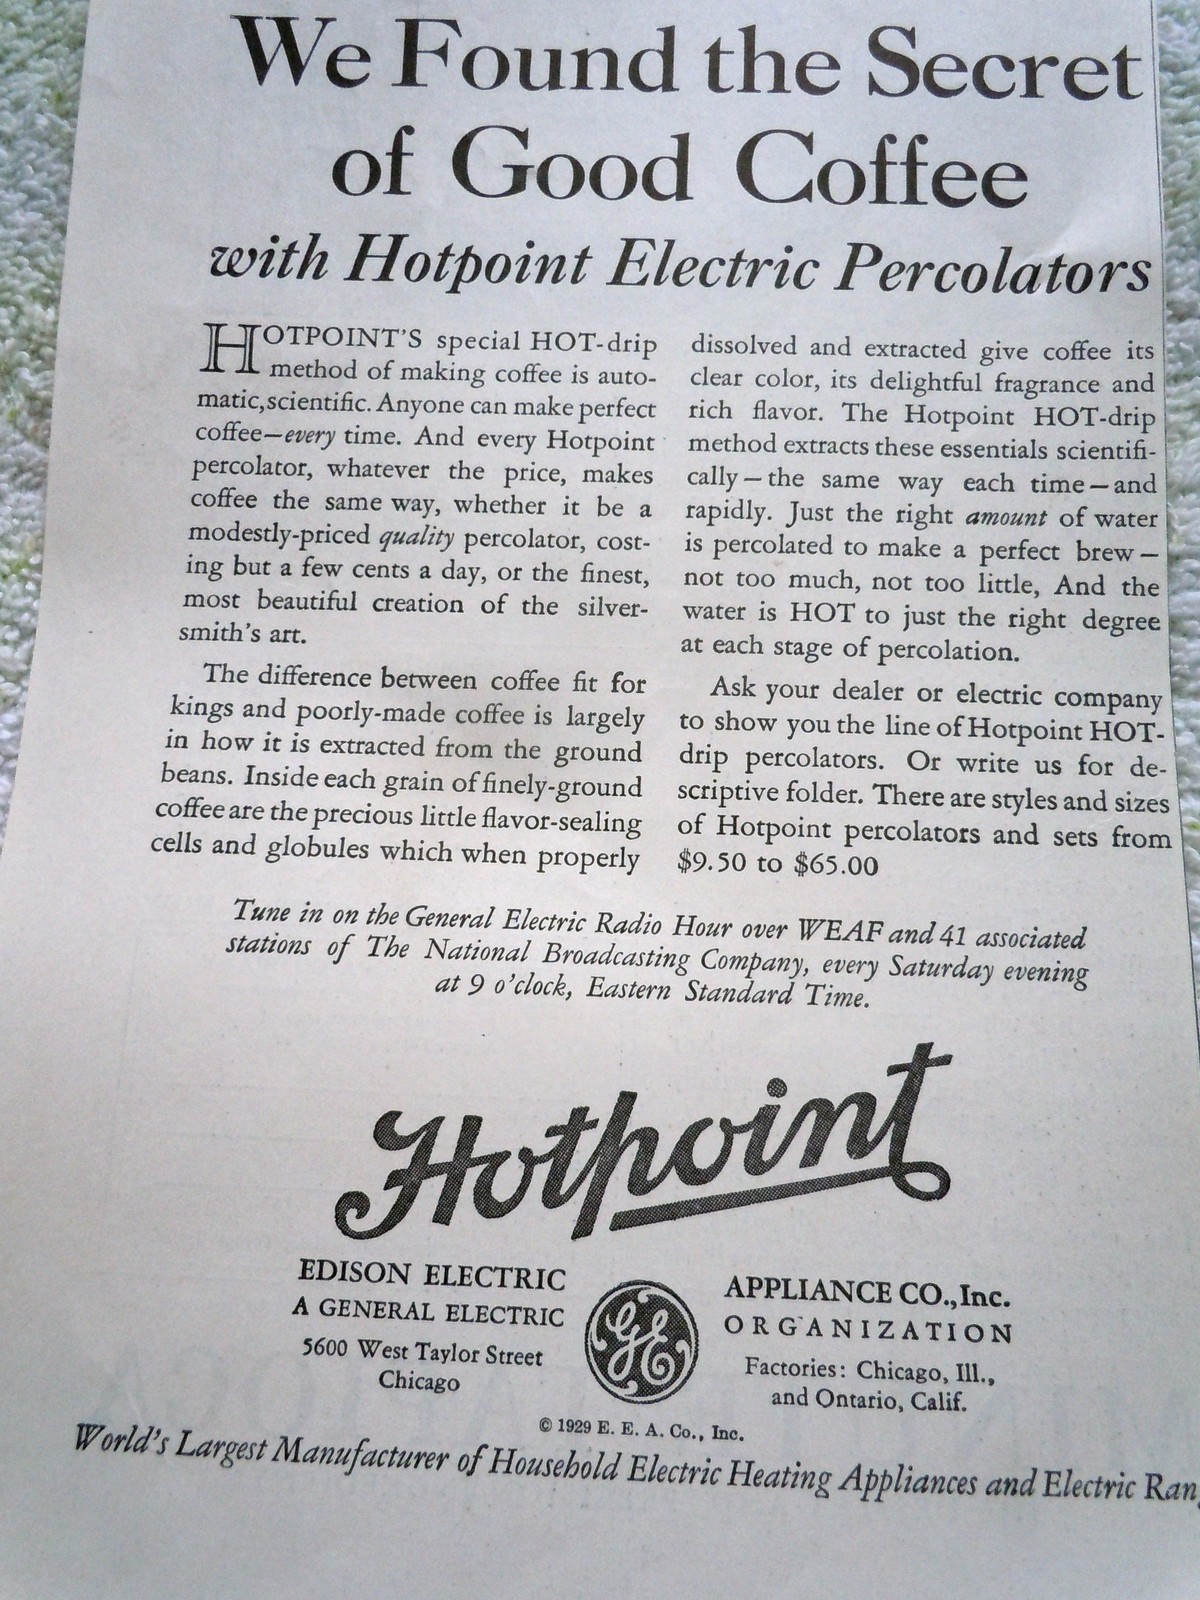 We Found the Secret
of Good Coffee
with Hotpoint Electric Percolators
HOTPOINT'S special HOT-drip
method of making coffee is auto-
matic,scientific. Anyone can make perfect
coffee—every time. And every Hotpoint
percolator, whatever the price, makes
coffee the same way, whether it be a
modestly-priced quality percolator, cost-
ing but a few cents a day, or the finest,
most beautiful creation of the silver-
smith's art.
The difference between coffee fit for
kings and poorly-made coffee is largely
in how it is extracted from the ground
beans. Inside each grain of finely-ground
coffee are the precious little flavor-sealing
cells and globules which when properly
dissolved and extracted give coffee its
clear color, its delightful fragrance and
rich flavor. The Hotpoint HOT-drip
method extracts these essentials scientifi-
cally—the same way each time—and
rapidly. Just the right amount of water
is percolated to make a perfect brew—
not too much, not too little, And the
water is HOT to just the right degree
at each stage of percolation.
Ask your dealer or electric company
to show you the line of Hotpoint HOT-
drip percolators. Or write us for de-
scriptive folder. There are styles and sizes
of Hotpoint percolators and sets from
$9.50 to $65.00
Tune in on the General Electric Radio Hour over WEAF and 41 associated
stations of The National Broadcasting Company, every Saturday evening
at 9 o'clock, Eastern Standard Time.
Hotpoint
EDISON ELECTRIC APPLIANCE CO., Inc.
A GENERAL ELECTRIC ORGANIZATION
5600 West Taylor Street
Chicago
GE
Factories: Chicago, Ill.,
and Ontario, Calif.
© 1929 E. E. A. Co., Inc.
World's Largest Manufacturer of Household Electric Heating Appliances and Electric Ran